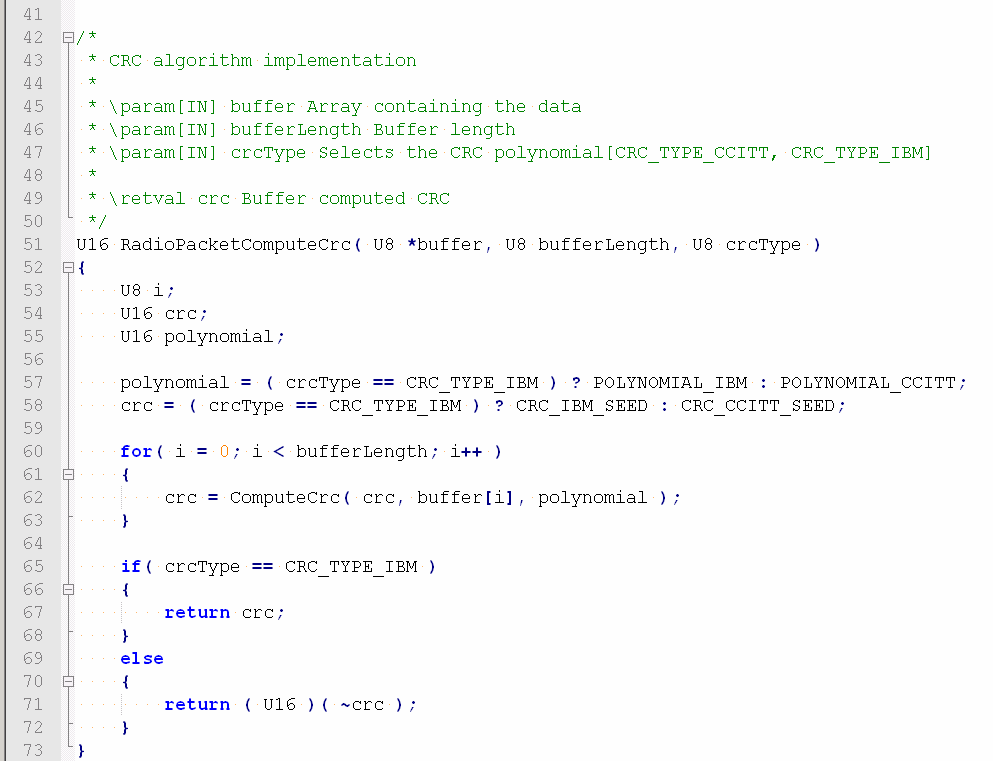 41
42 /*
43  * CRC algorithm implementation
44  *
45  * \param[IN] buffer Array containing the data
46  * \param[IN] bufferLength Buffer length
47  * \param[IN] crcType Selects the CRC polynomial[CRC_TYPE_CCITT, CRC_TYPE_IBM]
48  *
49  * \retval crc Buffer computed CRC
50  */
51 U16 RadioPacketComputeCrc( U8 *buffer, U8 bufferLength, U8 crcType )
52 {
53     U8 i;
54     U16 crc;
55     U16 polynomial;
56
57     polynomial = ( crcType == CRC_TYPE_IBM ) ? POLYNOMIAL_IBM : POLYNOMIAL_CCITT;
58     crc = ( crcType == CRC_TYPE_IBM ) ? CRC_IBM_SEED : CRC_CCITT_SEED;
59
60     for( i = 0; i < bufferLength; i++ )
61     {
62         crc = ComputeCrc( crc, buffer[i], polynomial );
63     }
64
65     if( crcType == CRC_TYPE_IBM )
66     {
67         return crc;
68     }
69     else
70     {
71         return ( U16 )( ~crc );
72     }
73 }